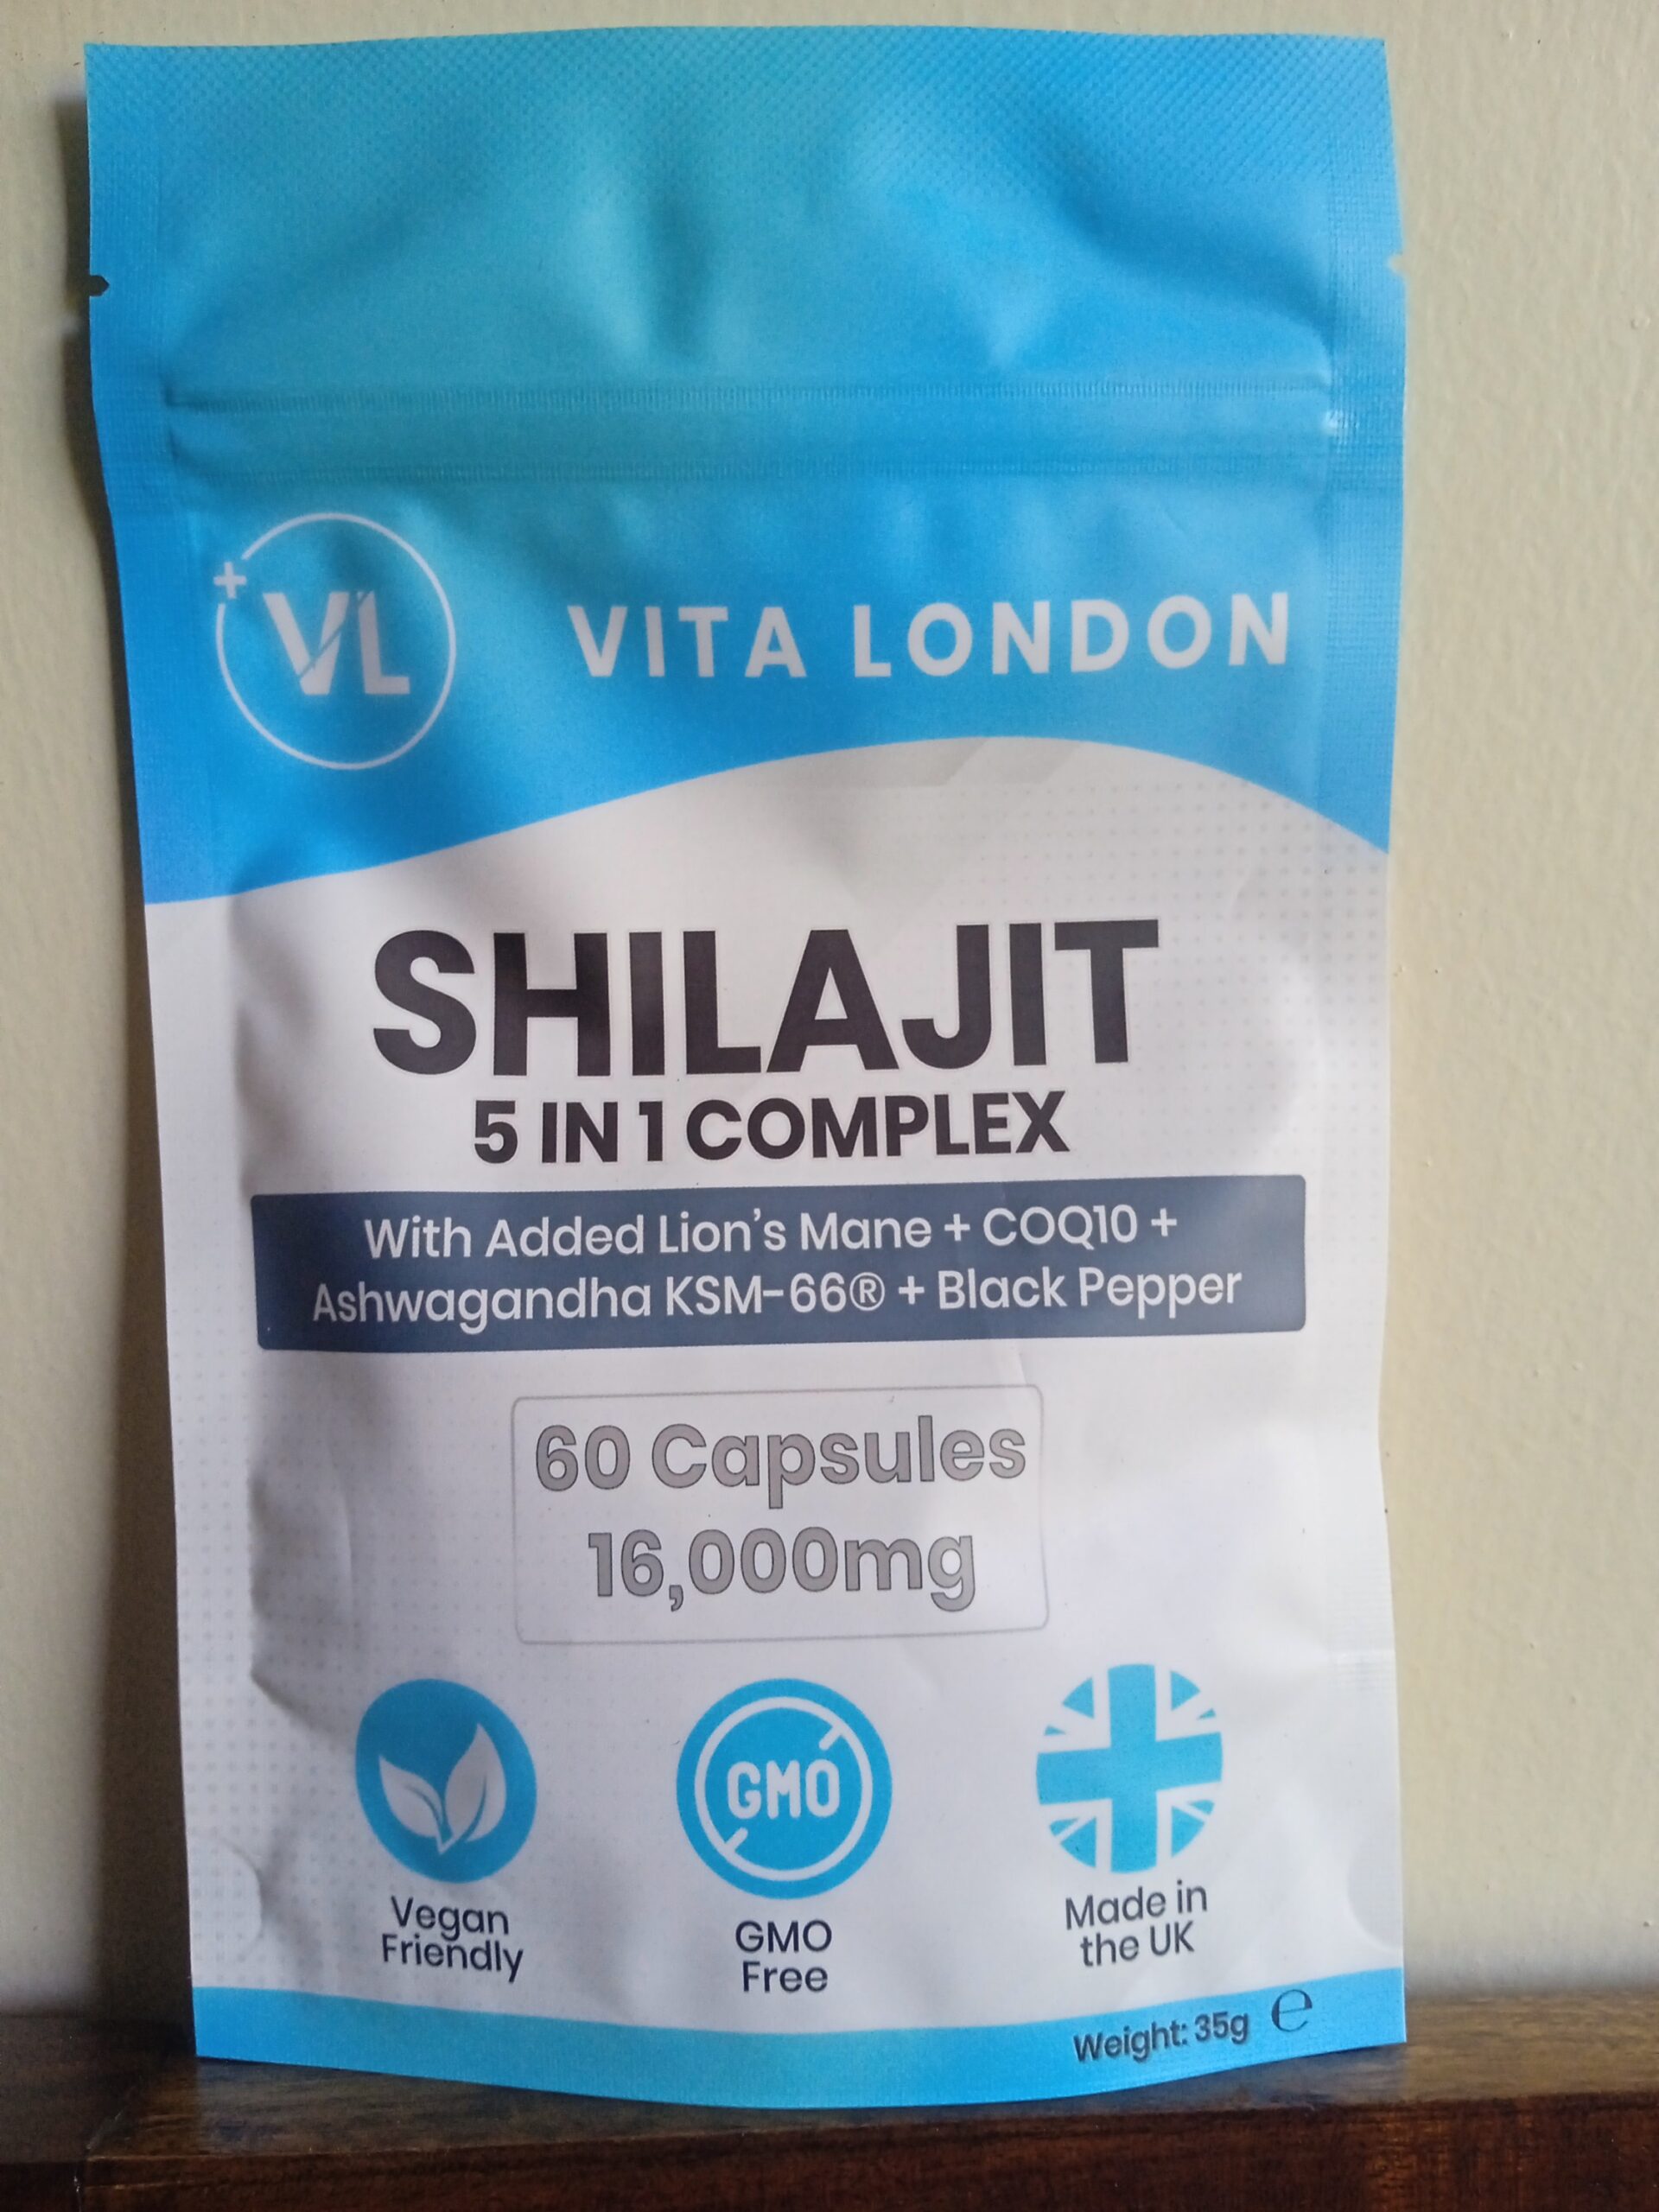 VL
VITA LONDON
SHILAJIT
5 IN 1 COMPLEX
With Added Lion's Mane + COQ10 +
Ashwagandha KSM-66® + Black Pepper
60 Capsules
16,000mg
GMO
Vegan
Friendly
GMO
Free
Made in
the UK
Weight: 35g ℮